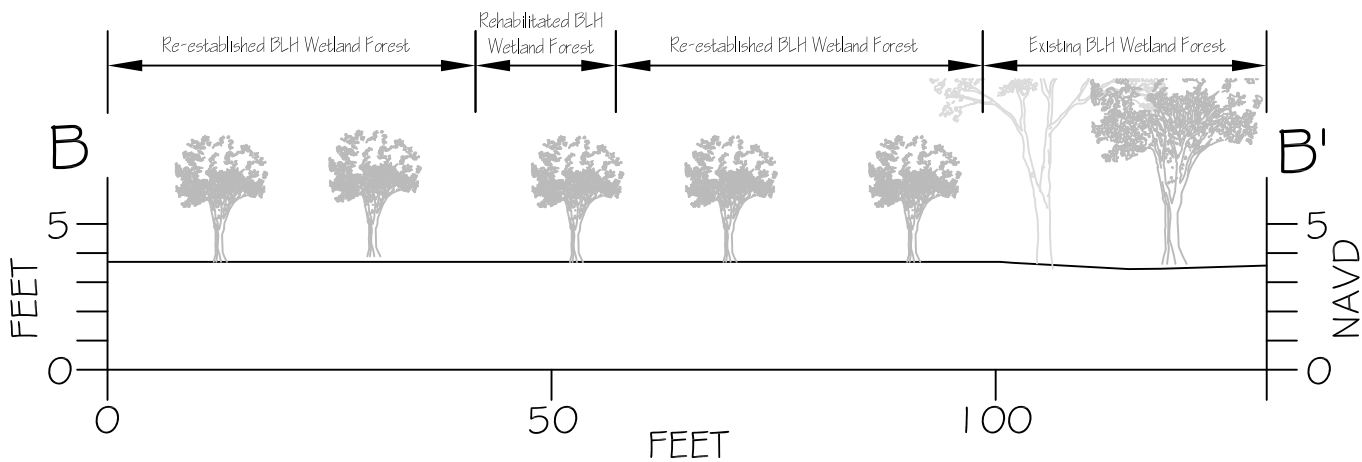 Re-established BLH Wetland Forest
Rehabilitated BLH
Wetland Forest
Re-established BLH Wetland Forest
Existing BLH Wetland Forest
B
B'
5
5
FEET
NAVD
0
0
0
50
100
FEET